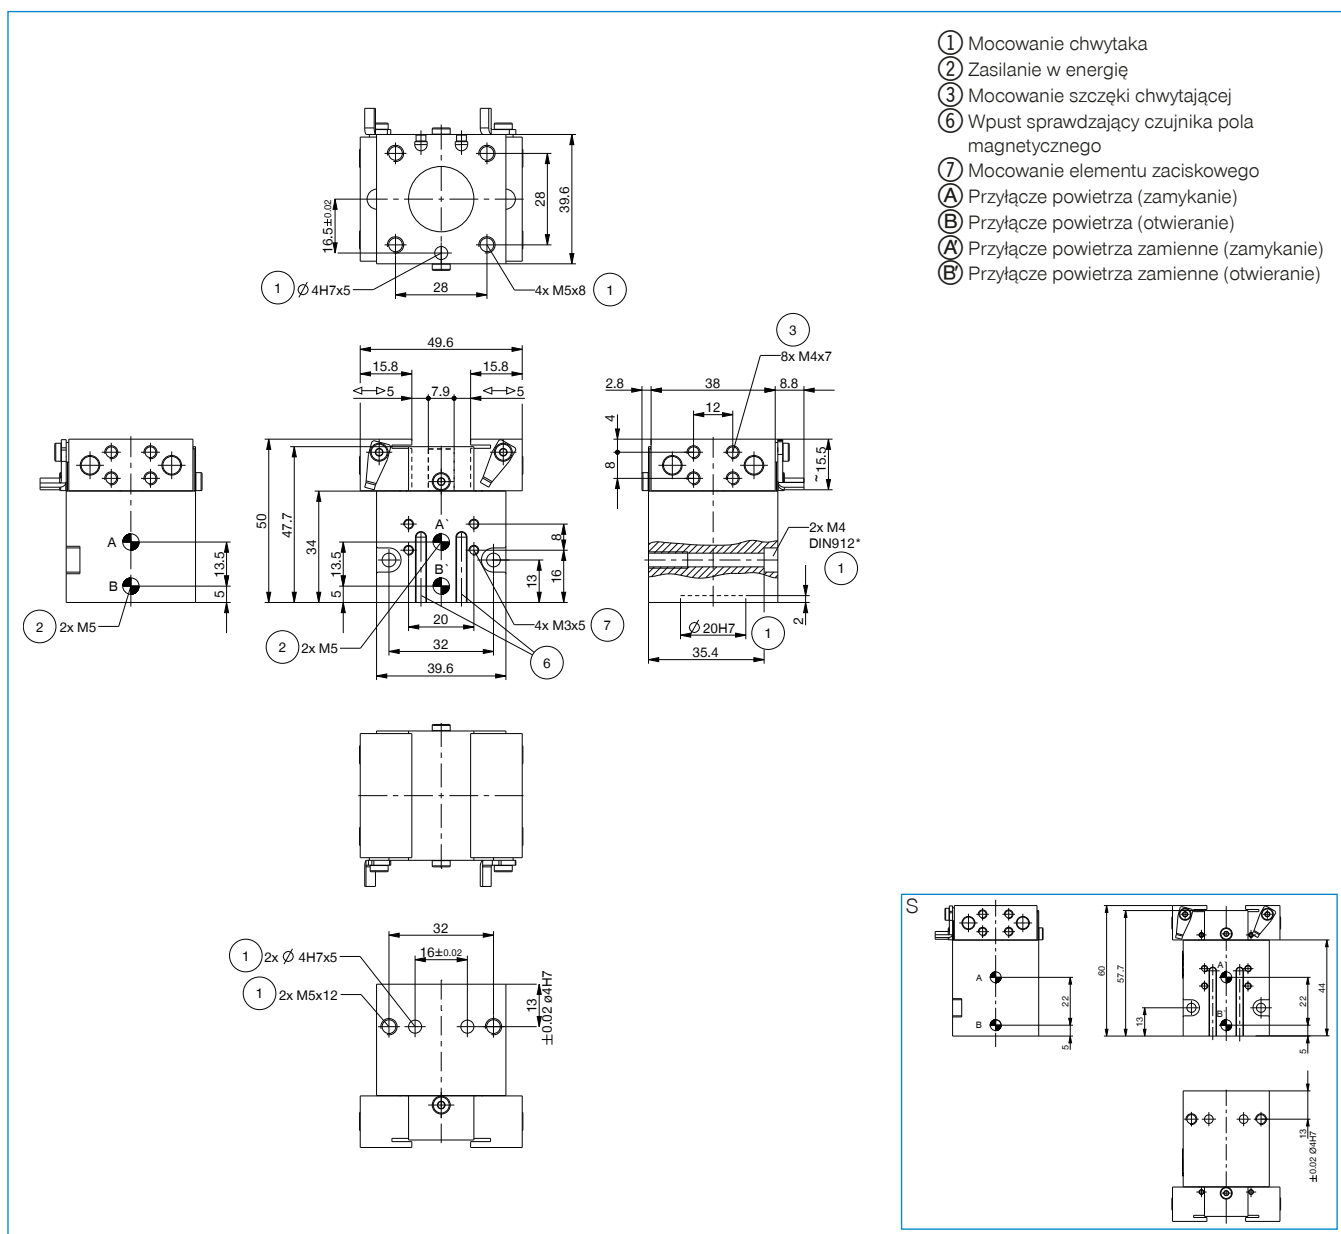 ① Mocowanie chwytaka
② Zasilanie w energię
③ Mocowanie szczęki chwytającej
⑥ Wpust sprawdzający czujnika pola
magnetycznego
⑦ Mocowanie elementu zaciskowego
Ⓐ Przyłącze powietrza (zamykanie)
Ⓑ Przyłącze powietrza (otwieranie)
A' Przyłącze powietrza zamienne (zamykanie)
B' Przyłącze powietrza zamienne (otwieranie)
16.5±0.02
28
39.6
1 Ø 4H7x5
28
4x M5x8 1
49.6
15.8
15.8
5
7.9
5
50
47.7
34
13.5
5
A`
B`
8
16
13
20
32
39.6
2 2x M5
4x M3x5 7
6
A
B
13.5
5
2 2x M5
3
8x M4x7
2.8
38
8.8
12
4
8
~ 15.5
2x M4
DIN912*
1
Ø 20H7 1
2
35.4
32
16±0.02
1 2x Ø 4H7x5
1 2x M5x12
13
±0.02 ø4H7
S
A
B
22
5
60
57.7
13
A`
B`
44
22
5
13
±0.02 Ø4H7